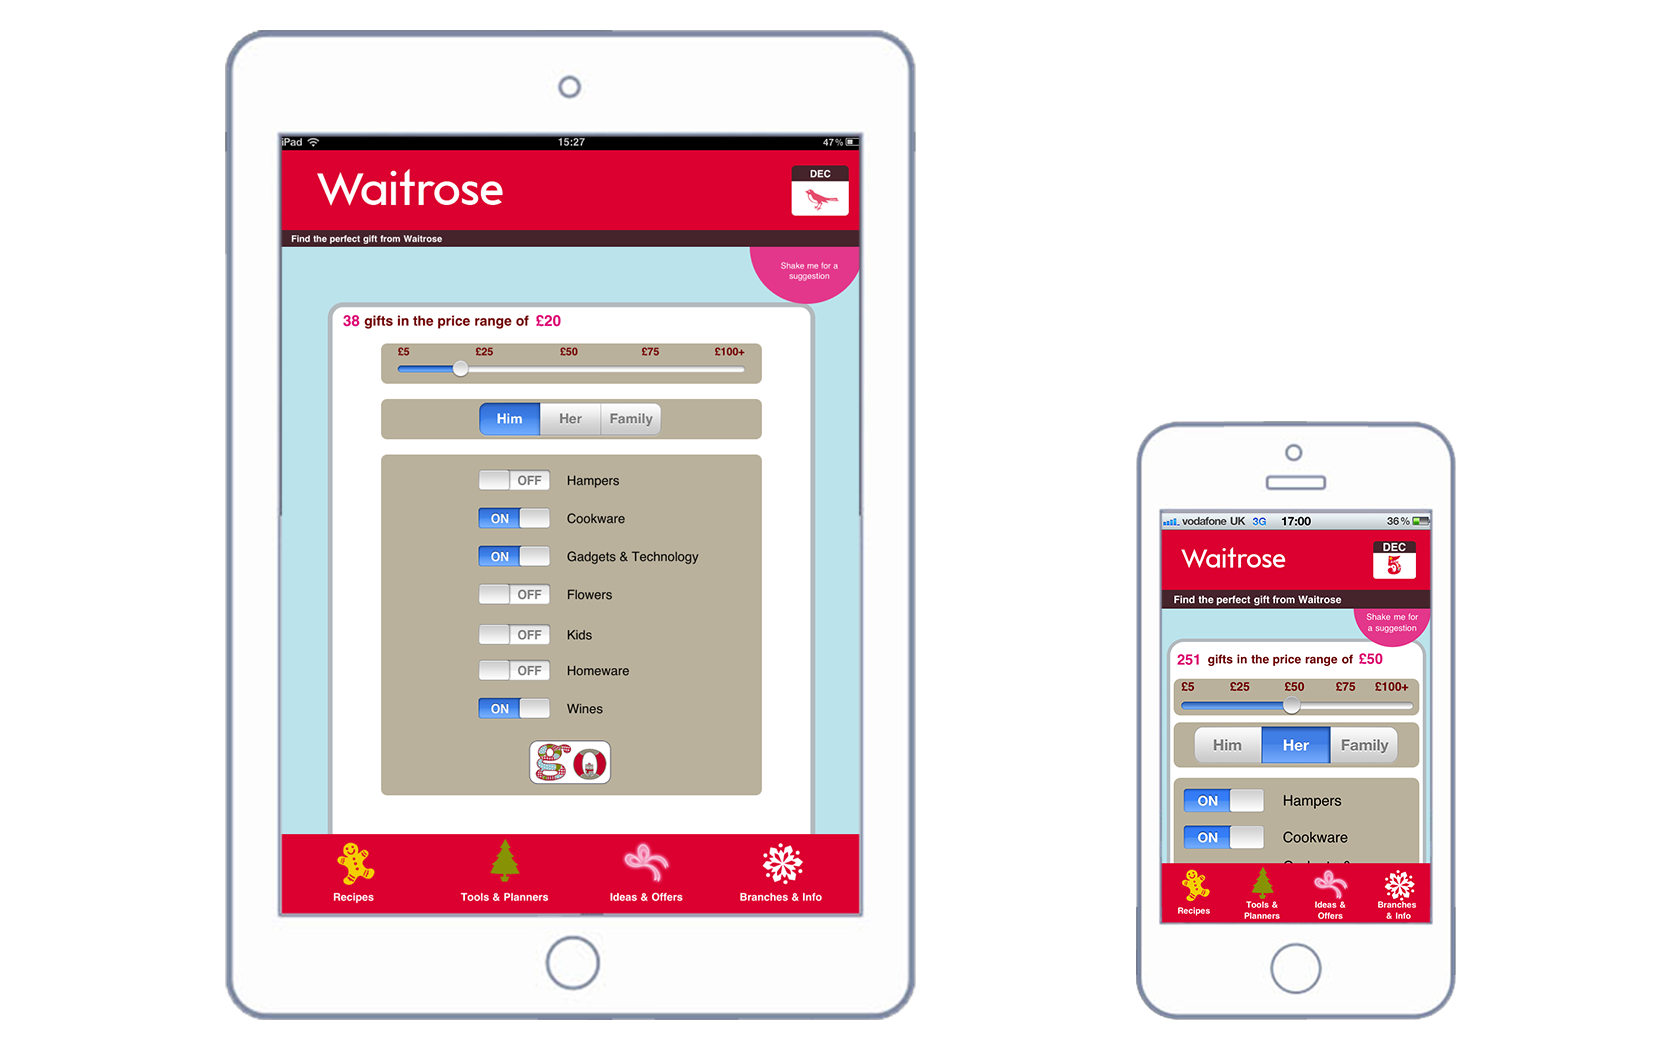 iPad 15:27 47%
Waitrose
DEC
Find the perfect gift from Waitrose
Shake me for a
suggestion
38 gifts in the price range of £20
£5 £25 £50 £75 £100+
Him Her Family
OFF Hampers
ON Cookware
ON Gadgets & Technology
OFF Flowers
OFF Kids
OFF Homeware
ON Wines
go
Recipes Tools & Planners Ideas & Offers Branches & Info
vodafone UK 3G 17:00 36%
Waitrose
DEC
5
Find the perfect gift from Waitrose
Shake me for
a suggestion
251 gifts in the price range of £50
£5 £25 £50 £75 £100+
Him Her Family
ON Hampers
ON Cookware
Recipes
Tools &
Planners
Ideas &
Offers
Branches
& Info